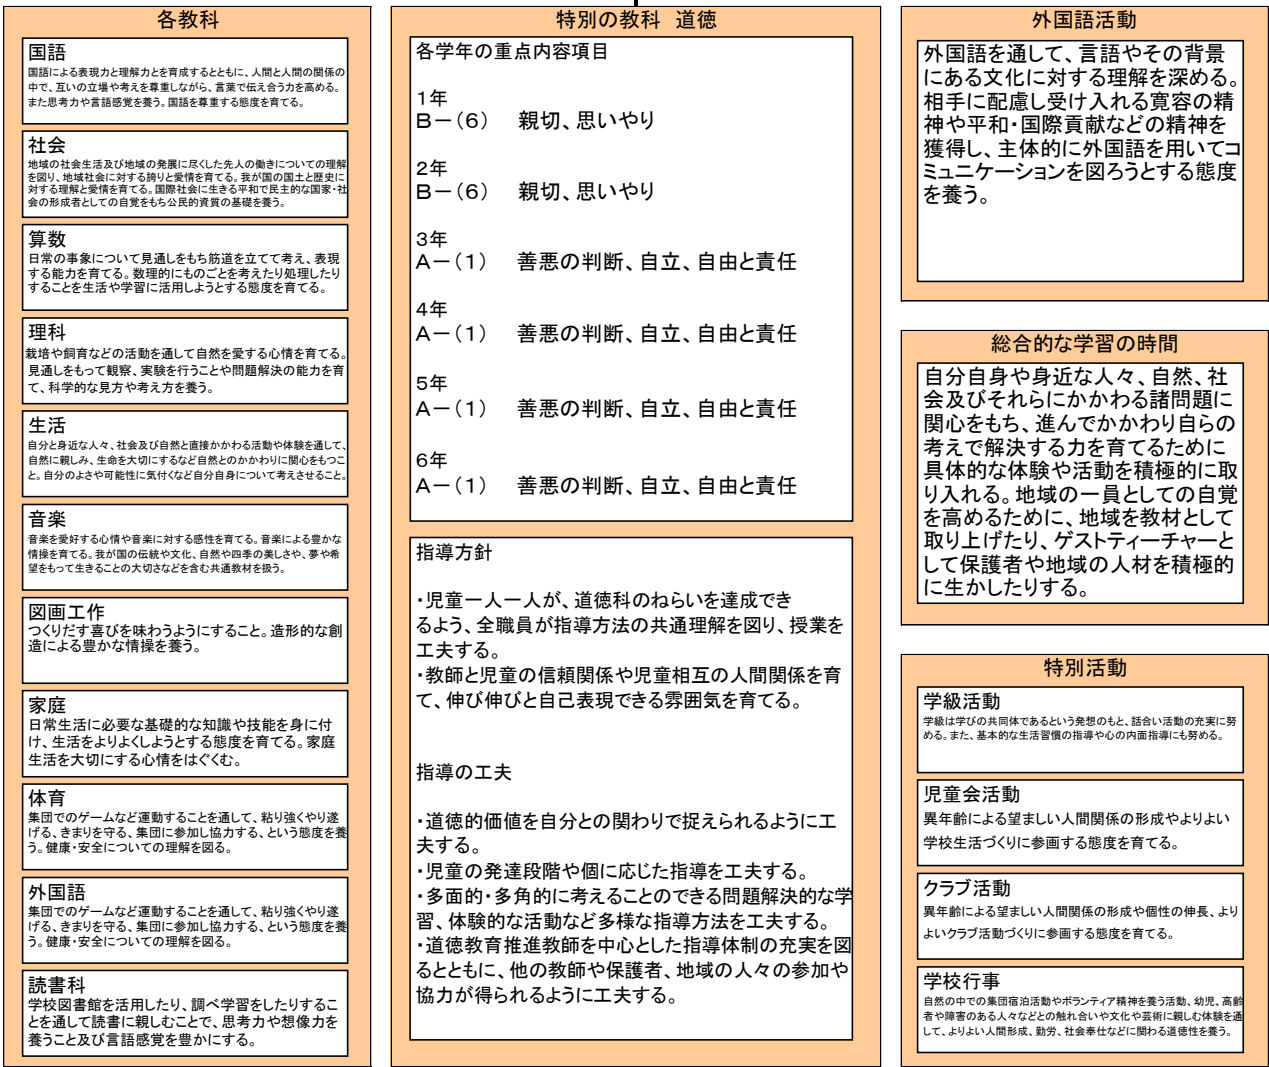 各教科
国語
国語による表現力と理解力とを育成するとともに、人間と人間の関係の
中で、互いの立場や考えを尊重しながら、言葉で伝え合う力を高める。
また思考力や言語感覚を養う。国語を尊重する態度を育てる。
社会
地域の社会生活及び地域の発展に尽くした先人の働きについての理解
を図り、地域社会に対する誇りと愛情を育てる。我が国の国土と歴史に
対する理解と愛情を育てる。国際社会に生きる平和で民主的な国家・社
会の形成者としての自覚をもち公民的資質の基礎を養う。
算数
日常の事象について見通しをもち筋道を立てて考え、表現
する能力を育てる。数理的にものごとを考えたり処理したり
することを生活や学習に活用しようとする態度を育てる。
理科
栽培や飼育などの活動を通して自然を愛する心情を育てる。
見通しをもって観察、実験を行うことや問題解決の能力を育
て、科学的な見方や考え方を養う。
生活
自分と身近な人々、社会及び自然と直接かかわる活動や体験を通して、
自然に親しみ、生命を大切にするなど自然とのかかわりに関心をもつこ
と。自分のよさや可能性に気付くなど自分自身について考えさせること。
音楽
音楽を愛好する心情や音楽に対する感性を育てる。音楽による豊かな
情操を育てる。我が国の伝統や文化、自然や四季の美しさや、夢や希
望をもって生きることの大切さなどを含む共通教材を扱う。
図画工作
つくりだす喜びを味わうようにすること。造形的な創
造による豊かな情操を養う。
家庭
日常生活に必要な基礎的な知識や技能を身に付
け、生活をよりよくしようとする態度を育てる。家庭
生活を大切にする心情をはぐくむ。
体育
集団でのゲームなど運動することを通して、粘り強くやり遂
げる、きまりを守る、集団に参加し協力する、という態度を養
う。健康・安全についての理解を図る。
外国語
集団でのゲームなど運動することを通して、粘り強くやり遂
げる、きまりを守る、集団に参加し協力する、という態度を養
う。健康・安全についての理解を図る。
読書科
学校図書館を活用したり、調べ学習をしたりするこ
とを通して読書に親しむことで、思考力や想像力を
養うこと及び言語感覚を豊かにする。
特別の教科　道徳
各学年の重点内容項目
1年
B－(6)　親切、思いやり
2年
B－(6)　親切、思いやり
3年
A－(1)　善悪の判断、自立、自由と責任
4年
A－(1)　善悪の判断、自立、自由と責任
5年
A－(1)　善悪の判断、自立、自由と責任
6年
A－(1)　善悪の判断、自立、自由と責任
指導方針
・児童一人一人が、道徳科のねらいを達成でき
るよう、全職員が指導方法の共通理解を図り、授業を
工夫する。
・教師と児童の信頼関係や児童相互の人間関係を育
て、伸び伸びと自己表現できる雰囲気を育てる。
指導の工夫
・道徳的価値を自分との関わりで捉えられるように工
夫する。
・児童の発達段階や個に応じた指導を工夫する。
・多面的・多角的に考えることのできる問題解決的な学
習、体験的な活動など多様な指導方法を工夫する。
・道徳教育推進教師を中心とした指導体制の充実を図
るとともに、他の教師や保護者、地域の人々の参加や
協力が得られるように工夫する。
外国語活動
外国語を通して、言語やその背景
にある文化に対する理解を深める。
相手に配慮し受け入れる寛容の精
神や平和・国際貢献などの精神を
獲得し、主体的に外国語を用いてコ
ミュニケーションを図ろうとする態度
を養う。
総合的な学習の時間
自分自身や身近な人々、自然、社
会及びそれらにかかわる諸問題に
関心をもち、進んでかかわり自らの
考えで解決する力を育てるために
具体的な体験や活動を積極的に取
り入れる。地域の一員としての自覚
を高めるために、地域を教材として
取り上げたり、ゲストティーチャーと
して保護者や地域の人材を積極的
に生かしたりする。
特別活動
学級活動
学級は学びの共同体であるという発想のもと、話合い活動の充実に努
める。また、基本的な生活習慣の指導や心の内面指導にも努める。
児童会活動
異年齢による望ましい人間関係の形成やよりよい
学校生活づくりに参画する態度を育てる。
クラブ活動
異年齢による望ましい人間関係の形成や個性の伸長、より
よいクラブ活動づくりに参画する態度を育てる。
学校行事
自然の中での集団宿泊活動やボランティア精神を養う活動、幼児、高齢
者や障害のある人々などとの触れ合いや文化や芸術に親しむ体験を通
して、よりよい人間形成、勤労、社会奉仕などに関わる道徳性を養う。